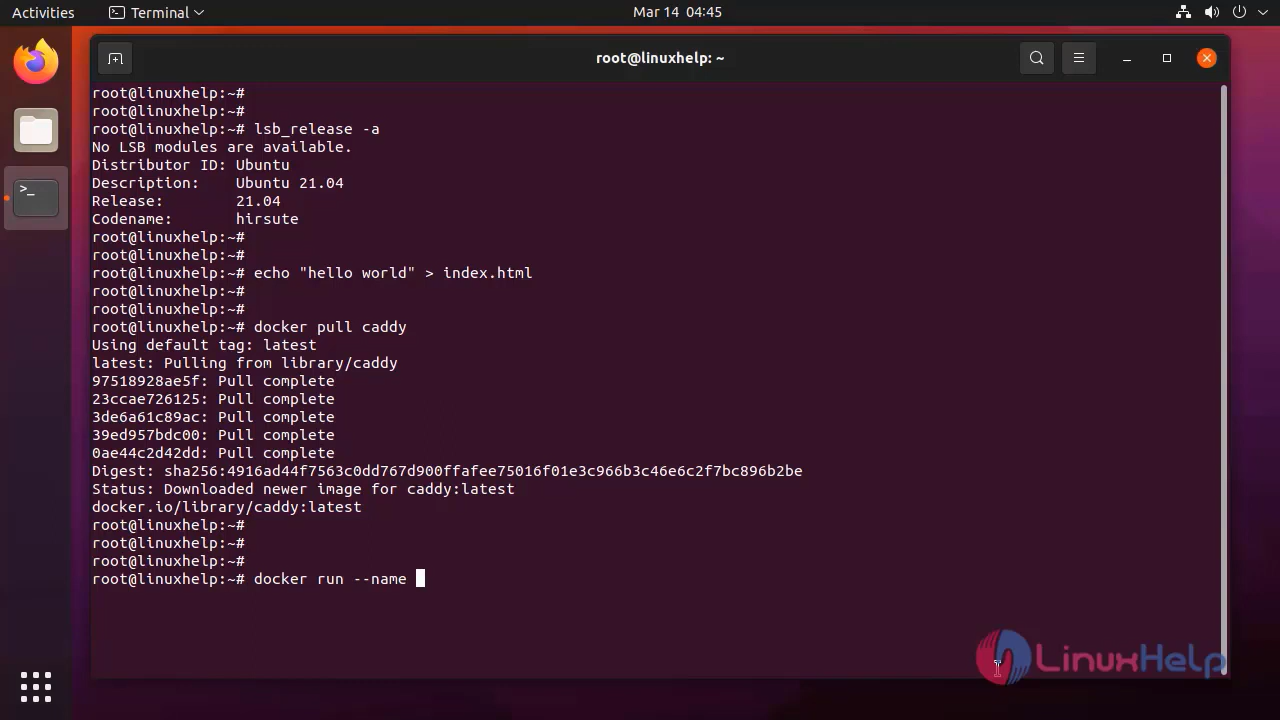 Activities Terminal Mar 14 04:45
root@linuxhelp: ~
root@linuxhelp:~#
root@linuxhelp:~#
root@linuxhelp:~# lsb_release -a
No LSB modules are available.
Distributor ID: Ubuntu
Description: Ubuntu 21.04
Release: 21.04
Codename: hirsute
root@linuxhelp:~#
root@linuxhelp:~#
root@linuxhelp:~# echo "hello world" > index.html
root@linuxhelp:~#
root@linuxhelp:~#
root@linuxhelp:~# docker pull caddy
Using default tag: latest
latest: Pulling from library/caddy
97518928ae5f: Pull complete
23ccae726125: Pull complete
3de6a61c89ac: Pull complete
39ed957bdc00: Pull complete
0ae44c2d42dd: Pull complete
Digest: sha256:4916ad44f7563c0dd767d900ffafee75016f01e3c966b3c46e6c2f7bc896b2be
Status: Downloaded newer image for caddy:latest
docker.io/library/caddy:latest
root@linuxhelp:~#
root@linuxhelp:~#
root@linuxhelp:~#
root@linuxhelp:~# docker run --name
LinuxHelp